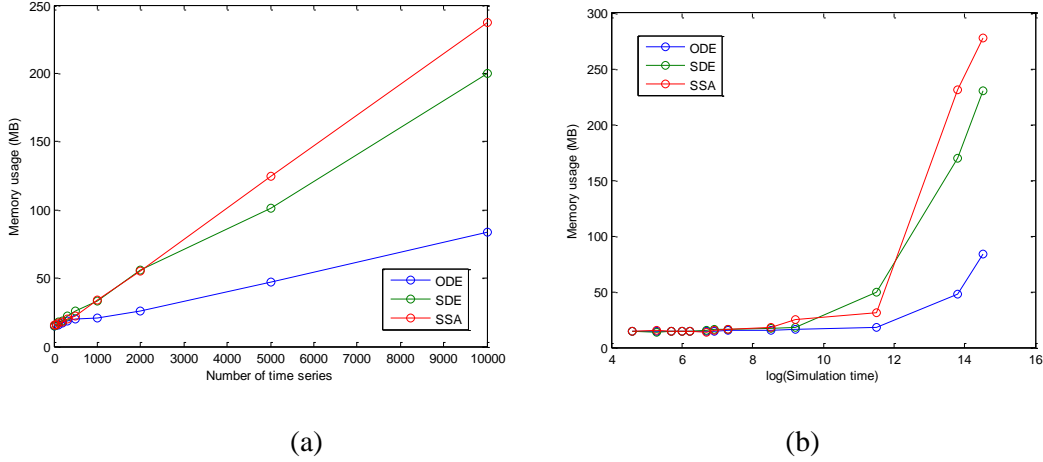 250
200
150
100
50
0
Memory usage (MB)
ODE
SDE
SSA
0 1000 2000 3000 4000 5000 6000 7000 8000 9000 10000
Number of time series
(a)
300
250
200
150
100
50
0
Memory usage (MB)
ODE
SDE
SSA
4 6 8 10 12 14 16
log(Simulation time)
(b)